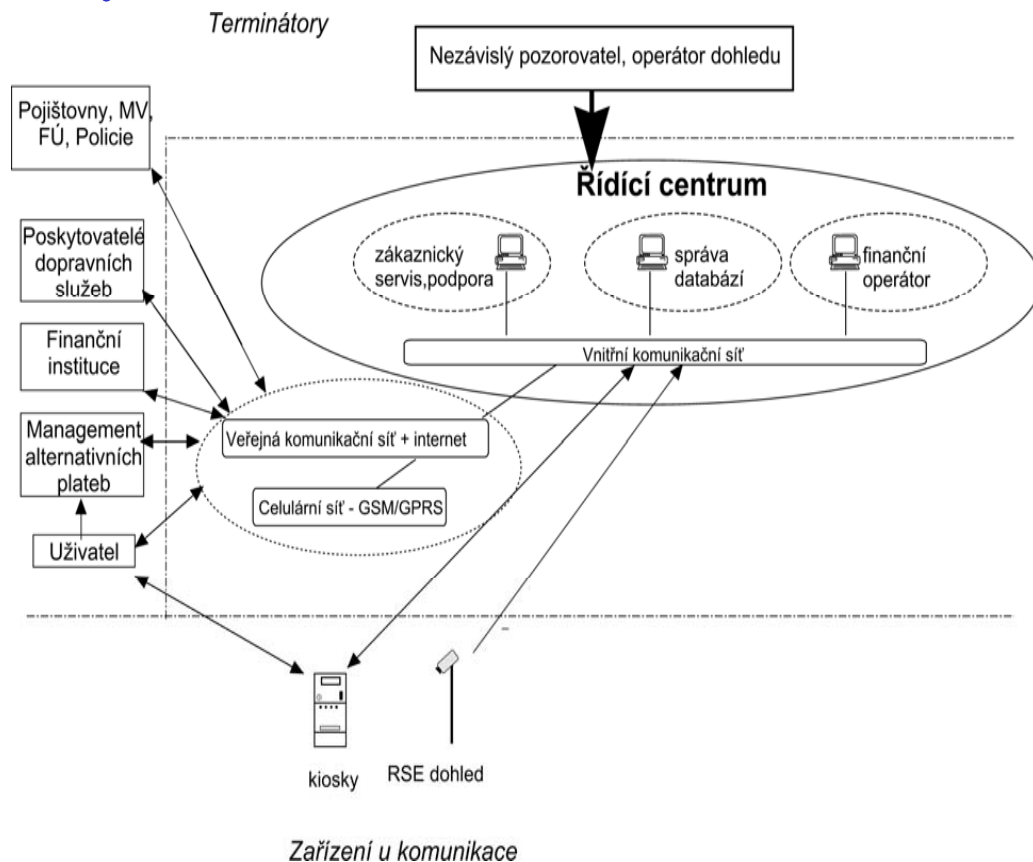 Terminátory
Nezávislý pozorovatel, operátor dohledu
Pojištovny, MV,
FÚ, Policie
Řídící centrum
zákaznický
servis,podpora
správa
databází
finanční
operátor
Poskytovatelé
dopravních
služeb
Finanční
instituce
Vnitřní komunikační síť
Management
alternativních
plateb
Veřejná komunikační síť + internet
Celulární síť - GSM/GPRS
Uživatel
kiosky
RSE dohled
Zařízení u komunikace